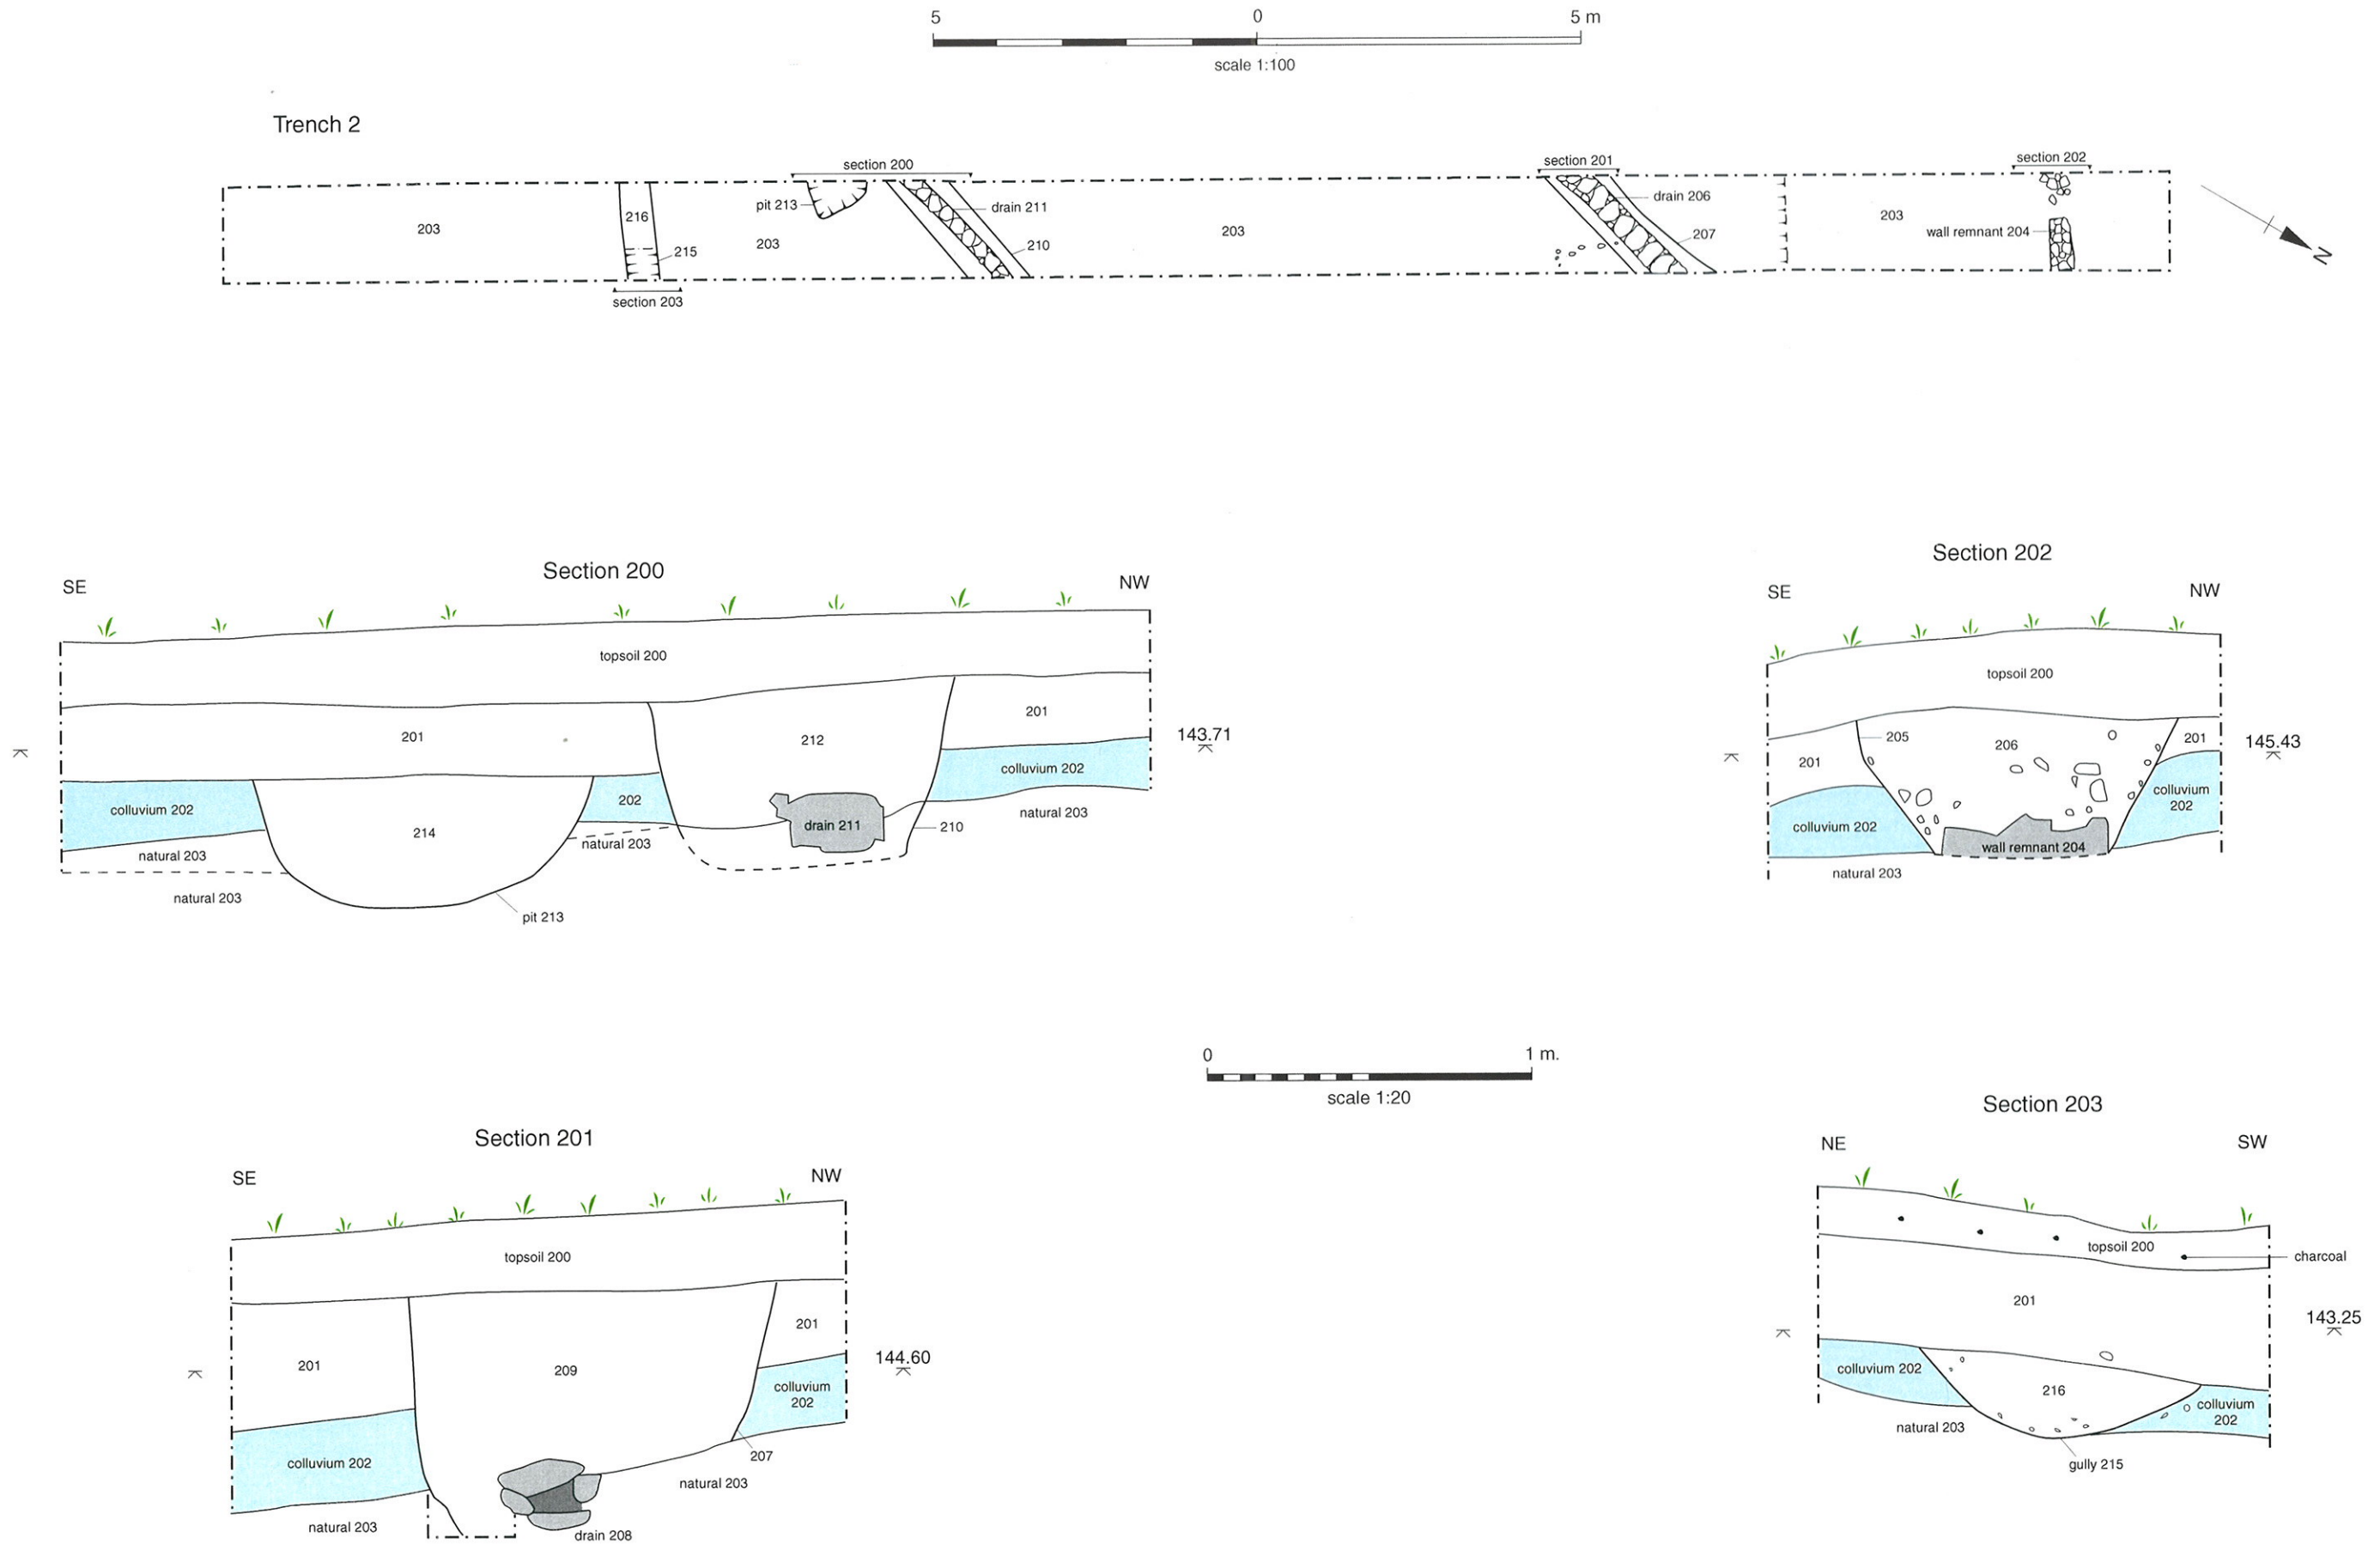 5 0 5 m
scale 1:100
Trench 2
section 200
section 201
section 202
203
216
215
203
pit 213
drain 211
210
203
drain 206
207
203
wall remnant 204
section 203
N
Section 200
SE
NW
topsoil 200
201
212
201
143.71
colluvium 202
202
colluvium 202
214
drain 211
natural 203
natural 203
natural 203
210
natural 203
pit 213
Section 202
SE
NW
topsoil 200
205
206
201
201
145.43
colluvium 202
colluvium
202
wall remnant 204
natural 203
0 1 m.
scale 1:20
Section 201
SE
NW
topsoil 200
201
201
209
144.60
colluvium
202
colluvium 202
207
natural 203
natural 203
drain 208
Section 203
NE
SW
topsoil 200
charcoal
201
143.25
colluvium 202
216
colluvium
202
natural 203
gully 215